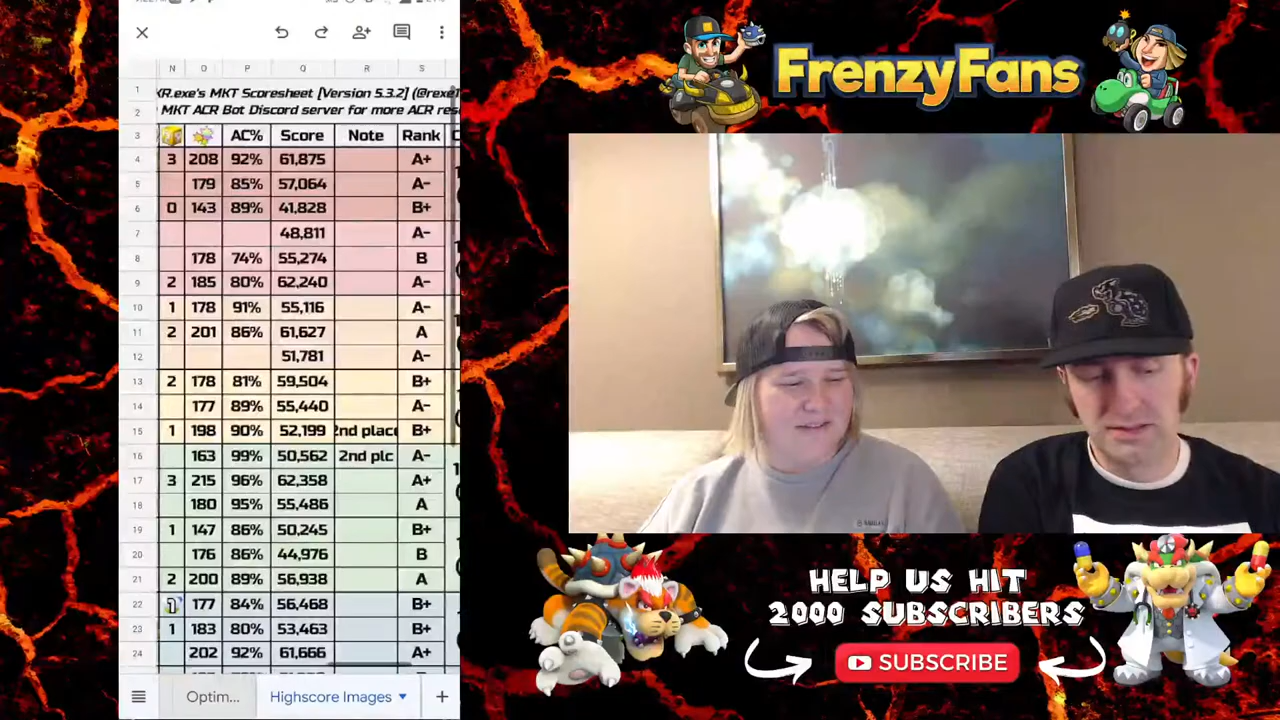 N O P Q R S
1 KR.exe's MKT Scoresheet [Version 5.3.2] (@rexe1
2 MKT ACR Bot Discord server for more ACR res
3 AC% Score Note Rank
4 3 208 92% 61,875 A+
5 179 85% 57,064 A-
6 0 143 89% 41,828 B+
7 48,811 A-
8 178 74% 55,274 B
9 2 185 80% 62,240 A-
10 1 178 91% 55,116 A-
11 2 201 86% 61,627 A
12 51,781 A-
13 2 178 81% 59,504 B+
14 177 89% 55,440 A-
15 1 198 90% 52,199 2nd place B+
16 163 99% 50,562 2nd plc A-
17 3 215 96% 62,358 A+
18 180 95% 55,486 A
19 1 147 86% 50,245 B+
20 176 86% 44,976 B
21 2 200 89% 56,938 A
22 1 177 84% 56,468 B+
23 1 183 80% 53,463 B+
24 202 92% 61,666 A+
Optim... Highscore Images
FrenzyFans
HELP US HIT
2000 SUBSCRIBERS
SUBSCRIBE